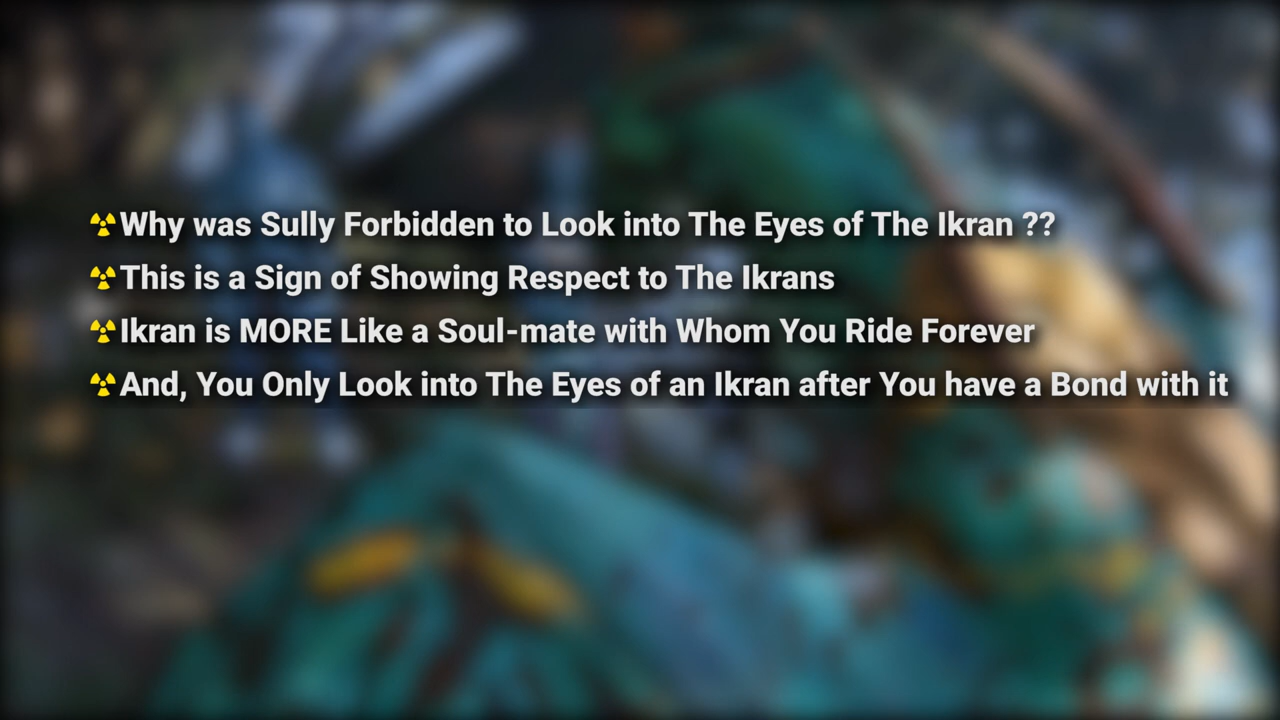 ☢Why was Sully Forbidden to Look into The Eyes of The Ikran ??
☢This is a Sign of Showing Respect to The Ikrans
☢Ikran is MORE Like a Soul-mate with Whom You Ride Forever
☢And, You Only Look into The Eyes of an Ikran after You have a Bond with it